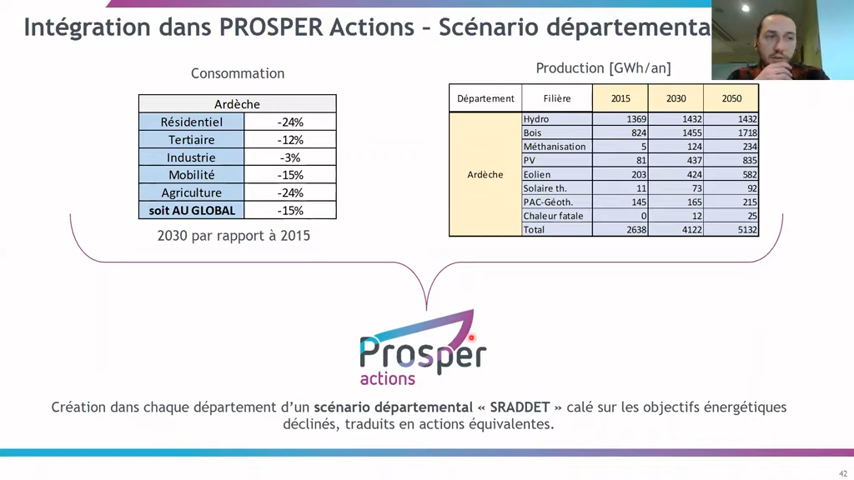 Intégration dans PROSPER Actions – Scénario départementa
Consommation
Ardèche
Résidentiel -24%
Tertiaire -12%
Industrie -3%
Mobilité -15%
Agriculture -24%
soit AU GLOBAL -15%
2030 par rapport à 2015
Production [GWh/an]
Département Filière 2015 2030 2050
Ardèche
Hydro 1369 1432 1432
Bois 824 1455 1718
Méthanisation 5 124 234
PV 81 437 835
Eolien 203 424 582
Solaire th. 11 73 92
PAC-Géoth. 145 165 215
Chaleur fatale 0 12 25
Total 2638 4122 5132
Prosper
actions
Création dans chaque département d’un scénario départemental « SRADDET » calé sur les objectifs énergétiques
déclinés, traduits en actions équivalentes.
42